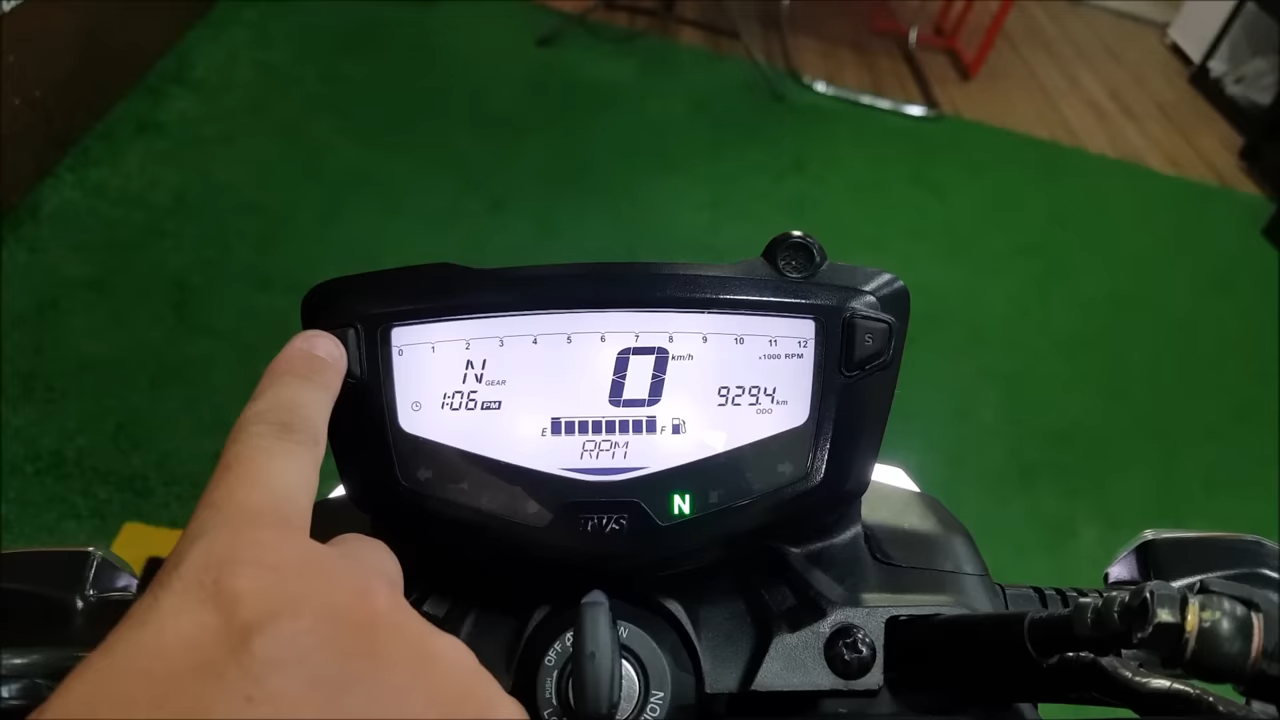 0 1 2 3 4 5 6 7 8 9 10 11 12
x1000 RPM
N GEAR
0 km/h
1:06 PM
929.4 km
ODO
E F
RPM
S
N
TVS
OFF
ON
PUSH